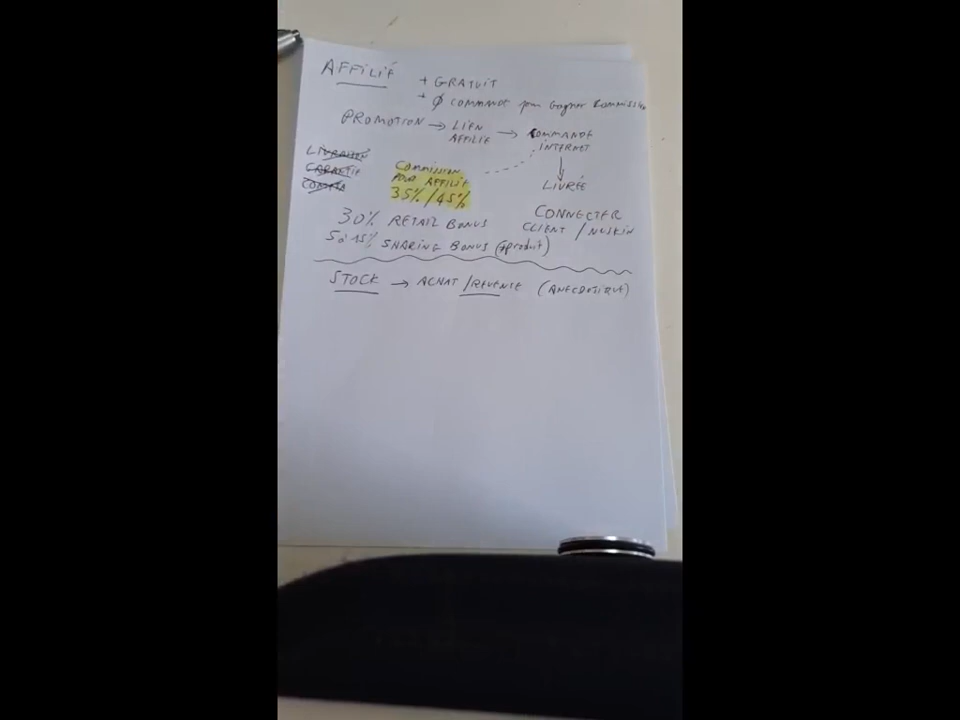 AFFILIÉ
+ GRATUIT
+ Ø COMMANDE pour Gagner Commission
PROMOTION → LIEN AFFILIÉ → COMMANDE INTERNET
LIVRAISON
GARANTIE
COMPTA
COMMISSION
POUR AFFILIÉ
35% / 45%
LIVRÉE
CONNECTER
CLIENT / NUSKIN
30% RETAIL BONUS
5 à 15% SHARING BONUS (produit)
STOCK → ACHAT / REVENTE (ANECDOTIQUE)